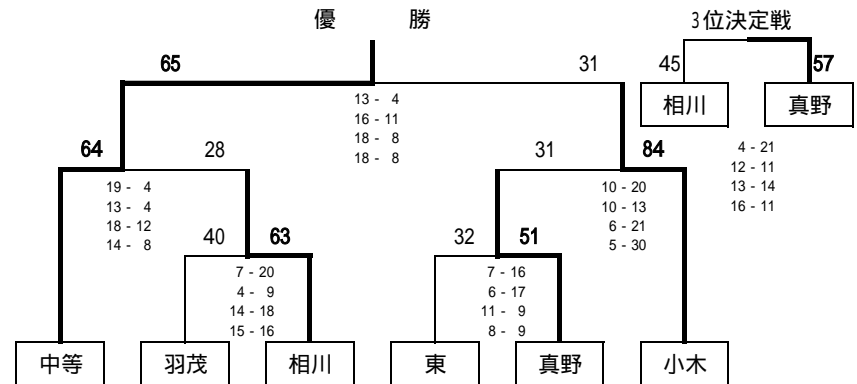 優 勝
3位決定戦
65 31 45 57
相川 真野
13 - 4
16 - 11
18 - 8
18 - 8
64 28 31 84
4 - 21
12 - 11
13 - 14
16 - 11
19 - 4
13 - 4
18 - 12
14 - 8
10 - 20
10 - 13
6 - 21
5 - 30
40 63 32 51
7 - 20
4 - 9
14 - 18
15 - 16
7 - 16
6 - 17
11 - 9
8 - 9
中等 羽茂 相川 東 真野 小木